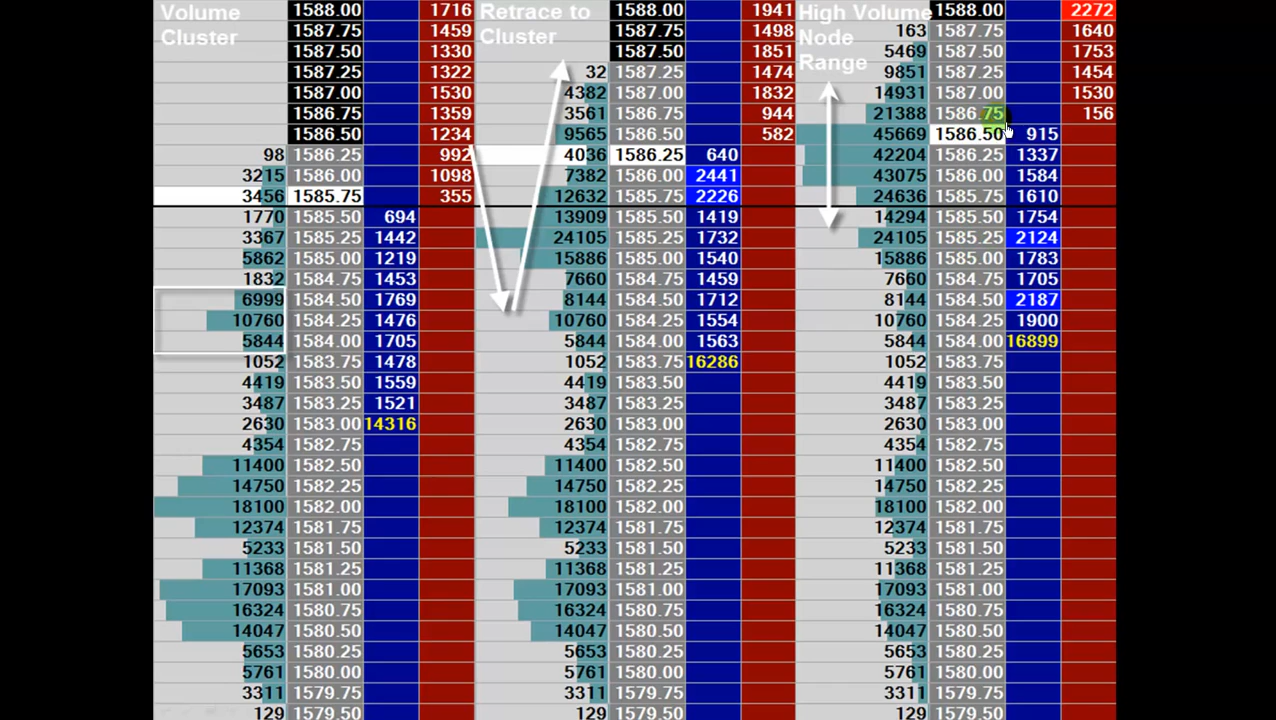 Volume Cluster 1588.00 1716 Retrace to Cluster 1588.00 1941 High Volume Node Range 1588.00 2272
1587.75 1459 1587.75 1498 163 1587.75 1640
1587.50 1330 1587.50 1851 5469 1587.50 1753
1587.25 1322 32 1587.25 1474 9851 1587.25 1454
1587.00 1530 4382 1587.00 1832 14931 1587.00 1530
1586.75 1359 3561 1586.75 944 21388 1586.75 156
1586.50 1234 9565 1586.50 582 45669 1586.50 915
98 1586.25 992 4036 1586.25 640 42204 1586.25 1337
3215 1586.00 1098 7382 1586.00 2441 43075 1586.00 1584
3456 1585.75 355 12632 1585.75 2226 24636 1585.75 1610
1770 1585.50 694 13909 1585.50 1419 14294 1585.50 1754
3367 1585.25 1442 24105 1585.25 1732 24105 1585.25 2124
5862 1585.00 1219 15886 1585.00 1540 15886 1585.00 1783
1832 1584.75 1453 7660 1584.75 1459 7660 1584.75 1705
6999 1584.50 1769 8144 1584.50 1712 8144 1584.50 2187
10760 1584.25 1476 10760 1584.25 1554 10760 1584.25 1900
5844 1584.00 1705 5844 1584.00 1563 5844 1584.00 16899
1052 1583.75 1478 1052 1583.75 16286 1052 1583.75
4419 1583.50 1559 4419 1583.50 4419 1583.50
3487 1583.25 1521 3487 1583.25 3487 1583.25
2630 1583.00 14316 2630 1583.00 2630 1583.00
4354 1582.75 4354 1582.75 4354 1582.75
11400 1582.50 11400 1582.50 11400 1582.50
14750 1582.25 14750 1582.25 14750 1582.25
18100 1582.00 18100 1582.00 18100 1582.00
12374 1581.75 12374 1581.75 12374 1581.75
5233 1581.50 5233 1581.50 5233 1581.50
11368 1581.25 11368 1581.25 11368 1581.25
17093 1581.00 17093 1581.00 17093 1581.00
16324 1580.75 16324 1580.75 16324 1580.75
14047 1580.50 14047 1580.50 14047 1580.50
5653 1580.25 5653 1580.25 5653 1580.25
5761 1580.00 5761 1580.00 5761 1580.00
3311 1579.75 3311 1579.75 3311 1579.75
129 1579.50 129 1579.50 129 1579.50